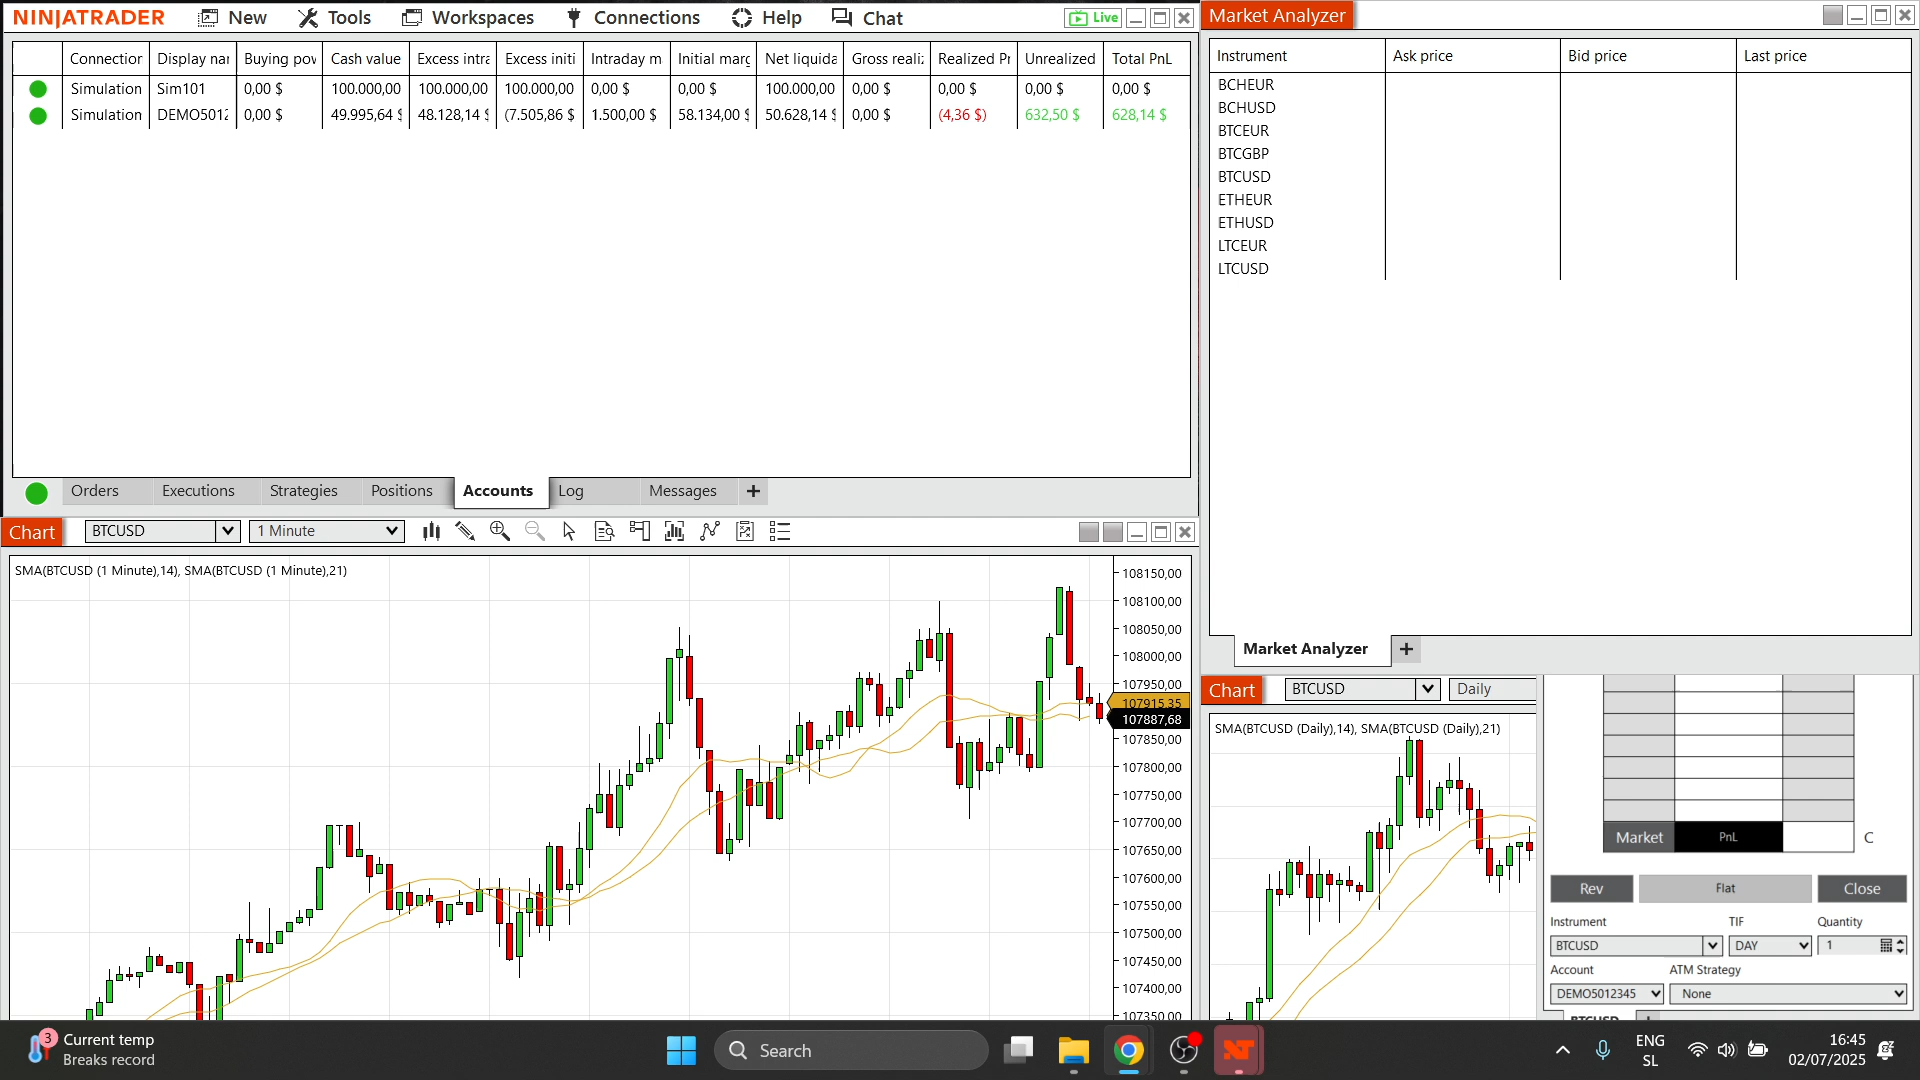 NINJATRADER New Tools Workspaces Connections Help Chat Live
Connection Display nar Buying pov Cash value Excess intra Excess initi Intraday m Initial marg Net liquida Gross reali: Realized Pr Unrealized Total PnL
Simulation Sim101 0,00 $ 100.000,00 100.000,00 100.000,00 0,00 $ 0,00 $ 100.000,00 0,00 $ 0,00 $ 0,00 $ 0,00 $
Simulation DEMO5012 0,00 $ 49.995,64 $ 48.128,14 $ (7.505,86 $ 1.500,00 $ 58.134,00 $ 50.628,14 $ 0,00 $ (4,36 $) 632,50 $ 628,14 $
Orders Executions Strategies Positions Accounts Log Messages +
Market Analyzer
Instrument Ask price Bid price Last price
BCHEUR
BCHUSD
BTCEUR
BTCGBP
BTCUSD
ETHEUR
ETHUSD
LTCEUR
LTCUSD
Market Analyzer +
Chart BTCUSD 1 Minute
SMA(BTCUSD (1 Minute),14), SMA(BTCUSD (1 Minute),21)
108150,00
108100,00
108050,00
108000,00
107950,00
107915,35
107887,68
107850,00
107800,00
107750,00
107700,00
107650,00
107600,00
107550,00
107500,00
107450,00
107400,00
107350,00
Chart BTCUSD Daily
SMA(BTCUSD (Daily),14), SMA(BTCUSD (Daily),21)
Market PnL C
Rev Flat Close
Instrument TIF Quantity
BTCUSD DAY 1
Account ATM Strategy
DEMO5012345 None
BTCUSD +
3 Current temp
Breaks record
Search
ENG
SL
16:45
02/07/2025